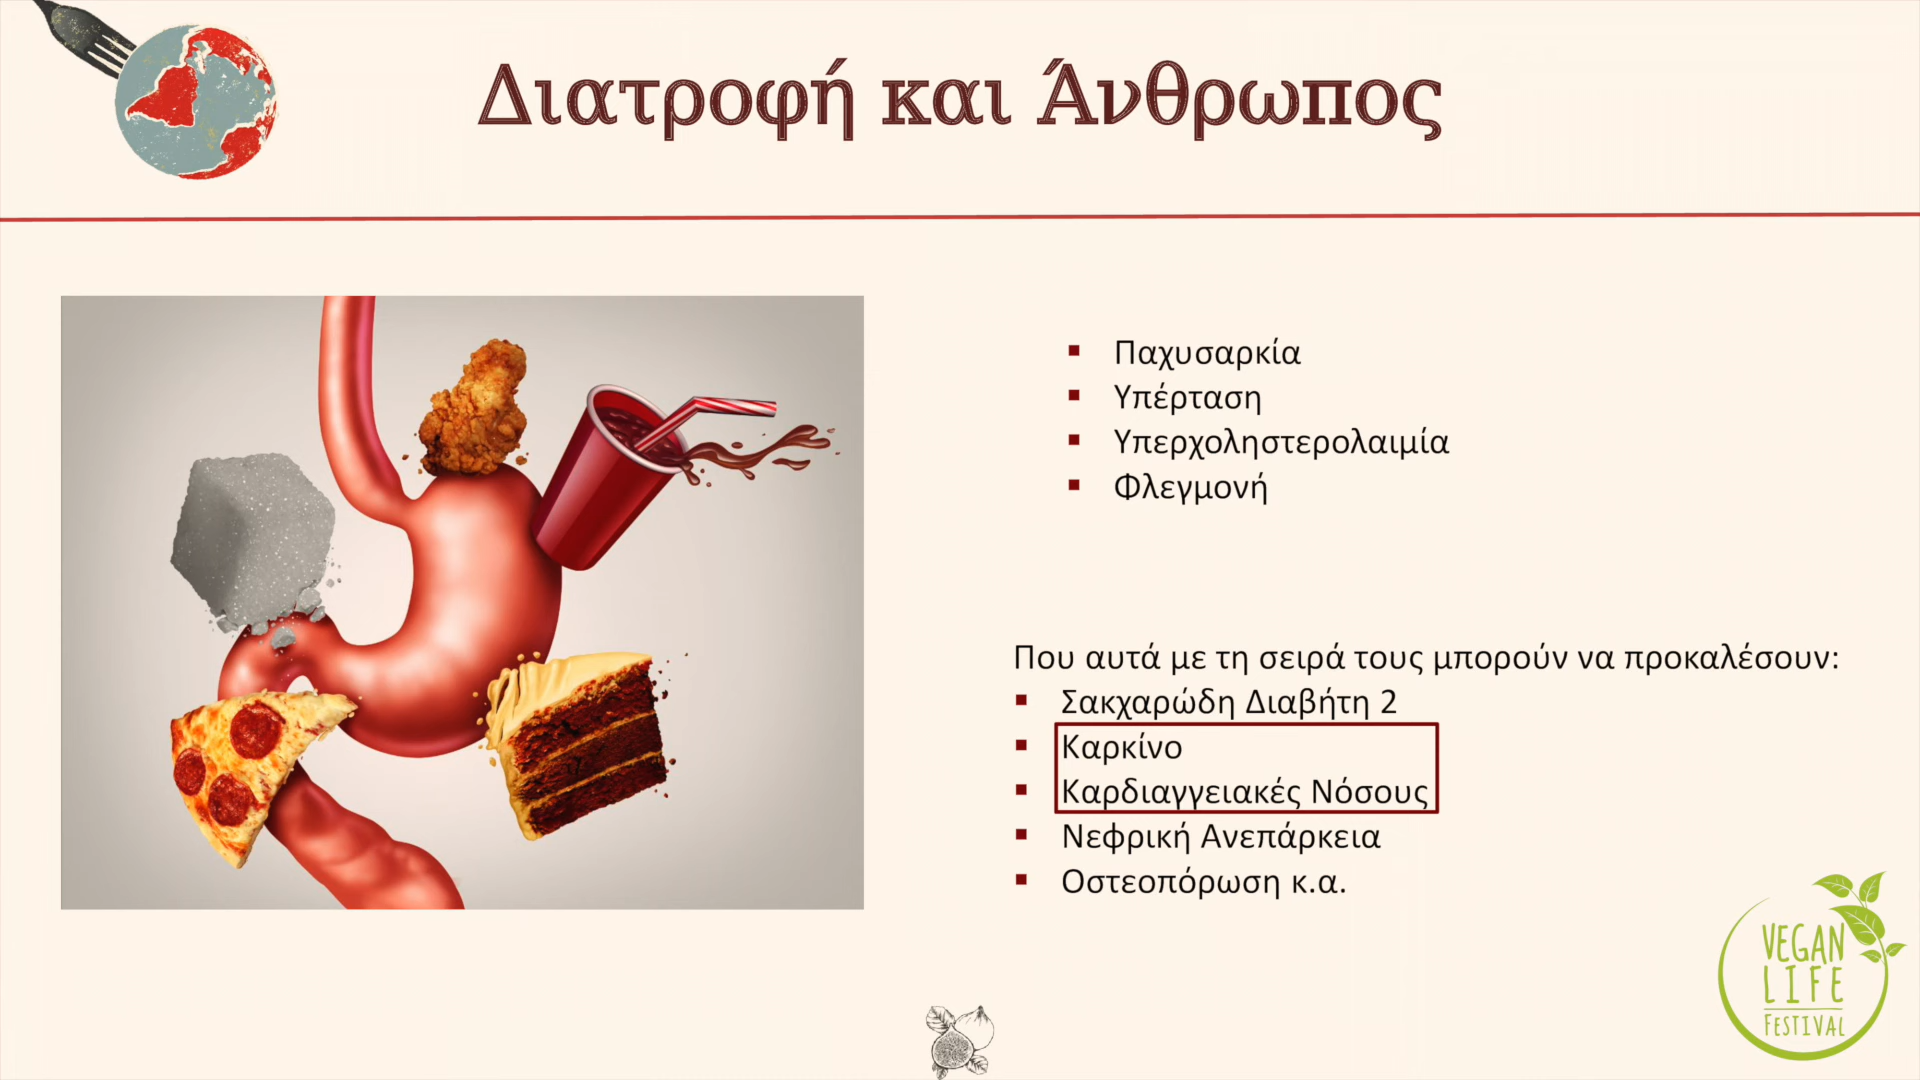 Διατροφή και Άνθρωπος
▪ Παχυσαρκία
▪ Υπέρταση
▪ Υπερχοληστερολαιμία
▪ Φλεγμονή
Που αυτά με τη σειρά τους μπορούν να προκαλέσουν:
▪ Σακχαρώδη Διαβήτη 2
▪ Καρκίνο
▪ Καρδιαγγειακές Νόσους
▪ Νεφρική Ανεπάρκεια
▪ Οστεοπόρωση κ.α.
VEGAN
LIFE
FESTIVAL